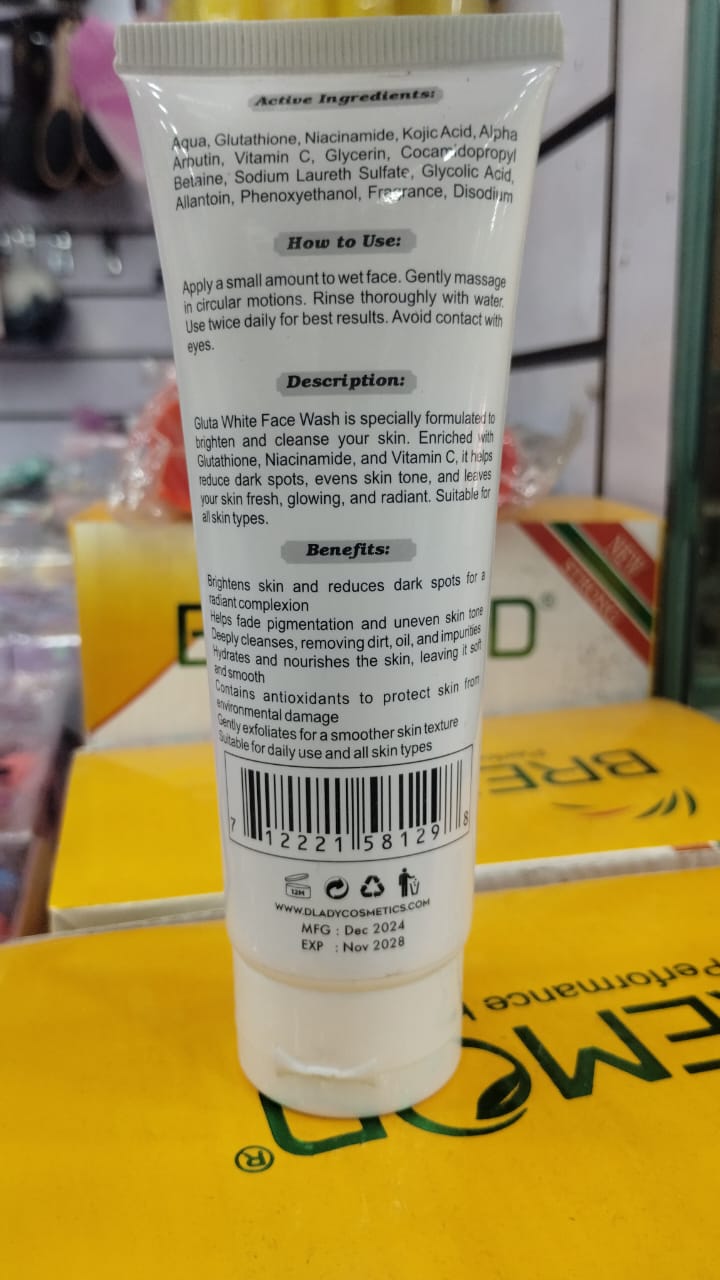 Active Ingredients:
Aqua, Glutathione, Niacinamide, Kojic Acid, Alpha
Arbutin, Vitamin C, Glycerin, Cocamidopropyl
Betaine, Sodium Laureth Sulfate, Glycolic Acid,
Allantoin, Phenoxyethanol, Fragrance, Disodium
How to Use:
Apply a small amount to wet face. Gently massage
in circular motions. Rinse thoroughly with water.
Use twice daily for best results. Avoid contact with
eyes.
Description:
Gluta White Face Wash is specially formulated to
brighten and cleanse your skin. Enriched with
Glutathione, Niacinamide, and Vitamin C, it helps
reduce dark spots, evens skin tone, and leaves
your skin fresh, glowing, and radiant. Suitable for
all skin types.
Benefits:
Brightens skin and reduces dark spots for a
radiant complexion
Helps fade pigmentation and uneven skin tone
Deeply cleanses, removing dirt, oil, and impurities
Hydrates and nourishes the skin, leaving it soft
and smooth
Contains antioxidants to protect skin from
environmental damage
Gently exfoliates for a smoother skin texture
Suitable for daily use and all skin types
7 12221 58129 8
12M
WWW.DLADYCOSMETICS.COM
MFG : Dec 2024
EXP : Nov 2028
NEW
STRONG
D®
BRE
Performance
EMON
®